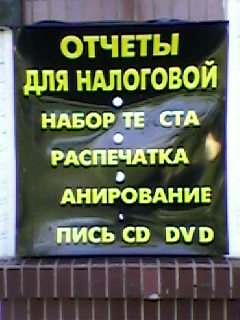 ОТЧЕТЫ
ДЛЯ НАЛОГОВОЙ
НАБОР ТЕ СТА
РАСПЕЧАТКА
АНИРОВАНИЕ
ПИСЬ CD DVD